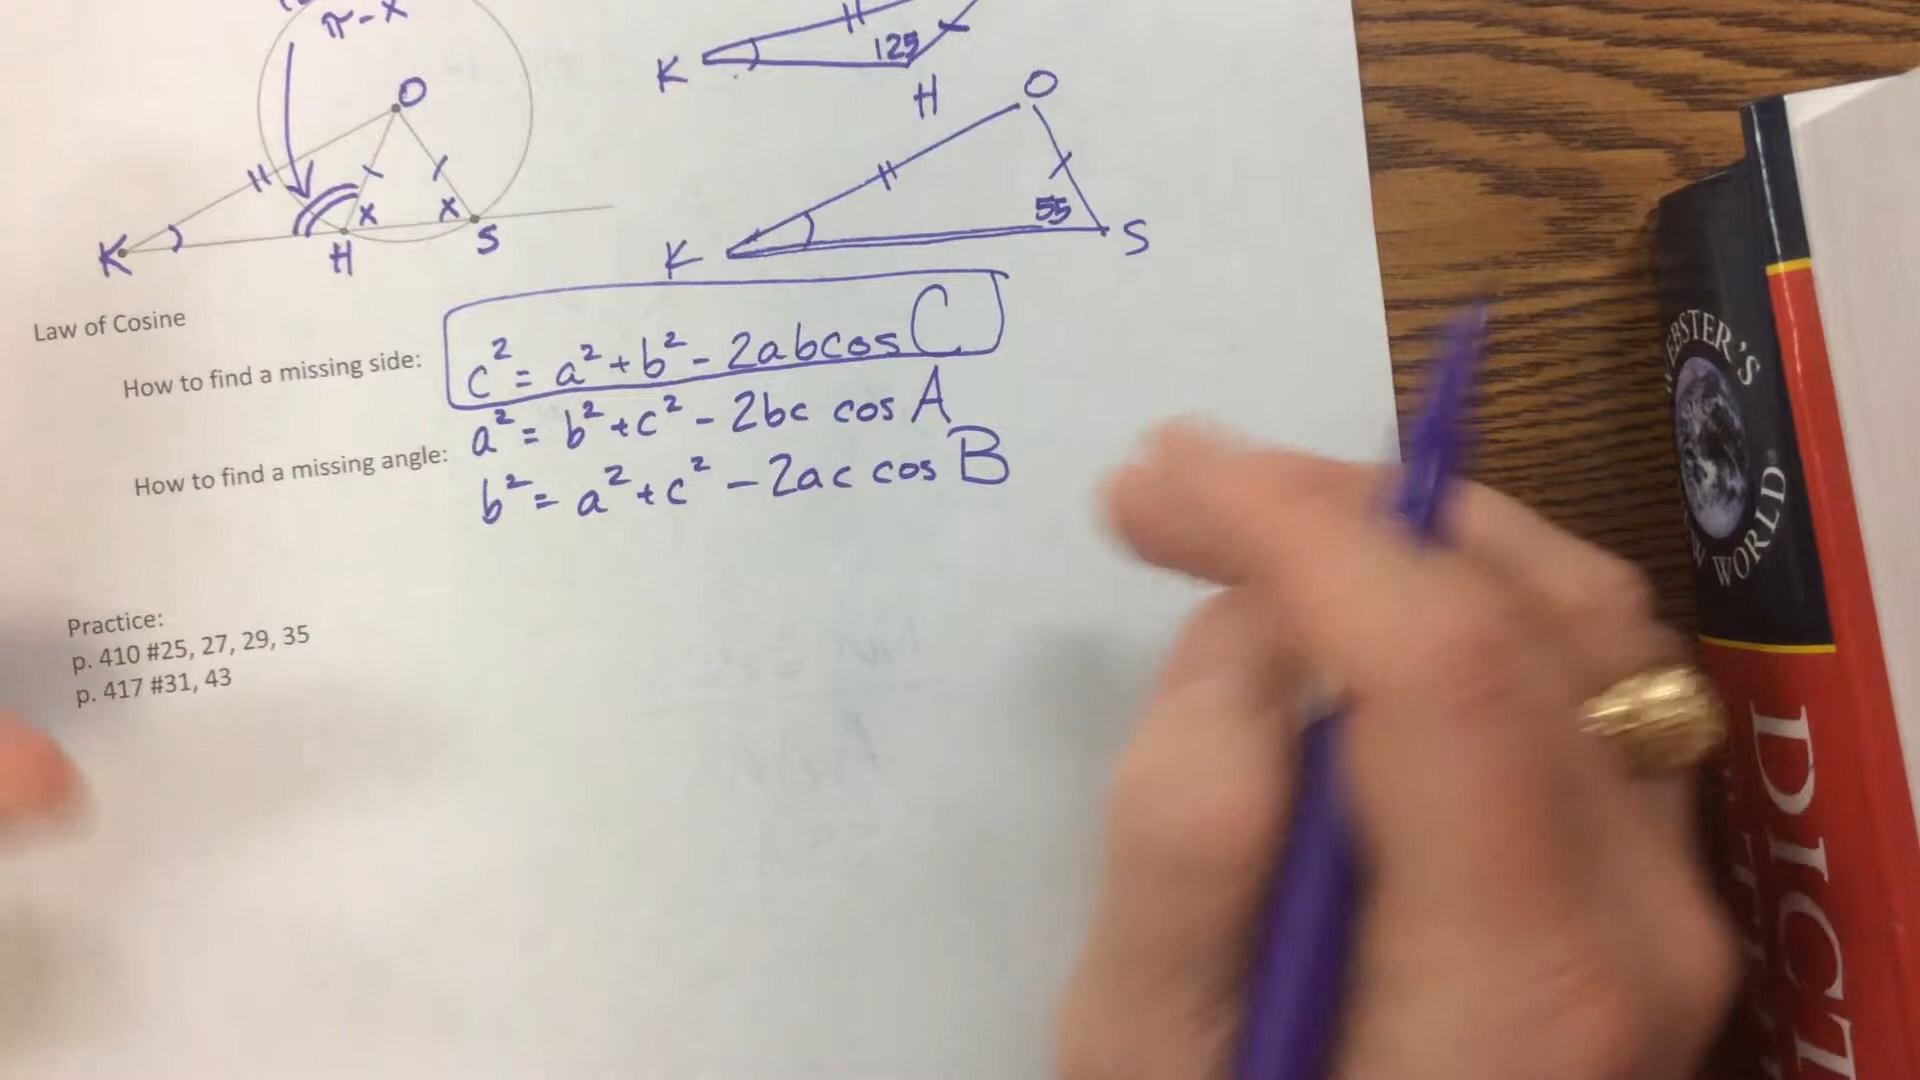 π-x
O
K
H
S
x
x
K
125
H
O
K
55
S
Law of Cosine
How to find a missing side:
c² = a² + b² - 2abcos C
a² = b² + c² - 2bc cos A
How to find a missing angle:
b² = a² + c² - 2ac cos B
Practice:
p. 410 #25, 27, 29, 35
p. 417 #31, 43
WORLD